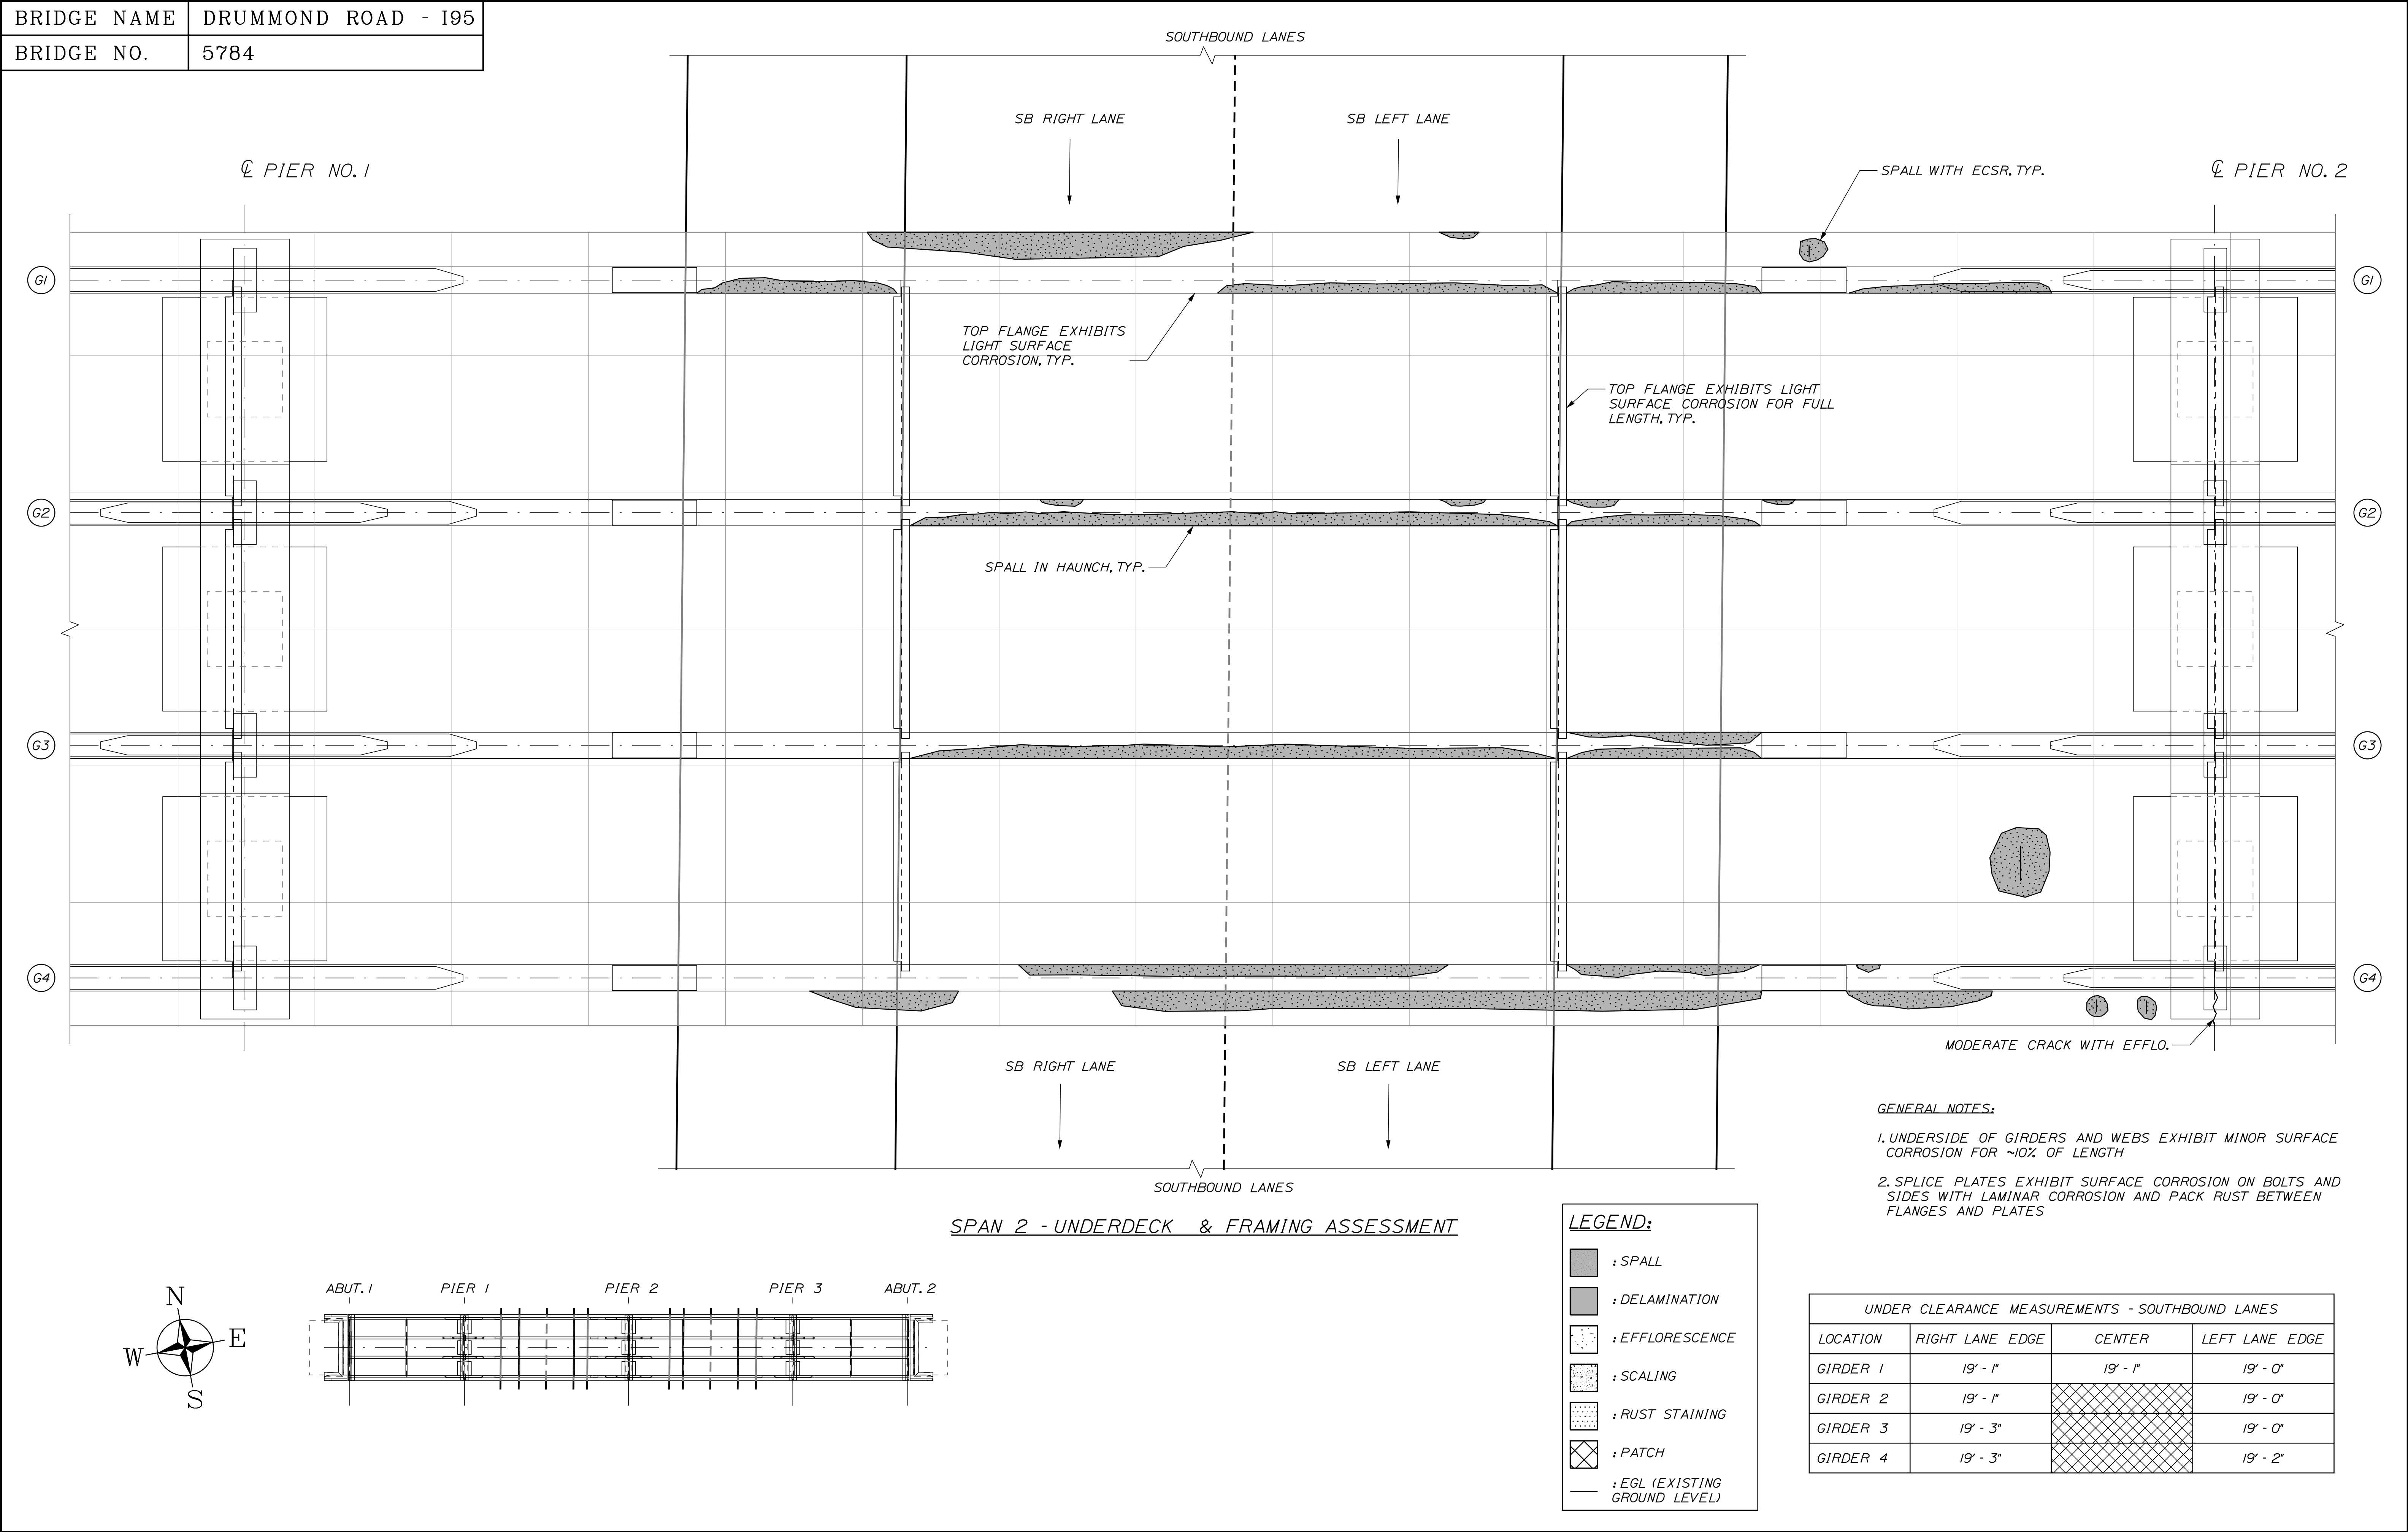 BRIDGE NAME DRUMMOND ROAD - I95
BRIDGE NO. 5784
SOUTHBOUND LANES
SB RIGHT LANE
SB LEFT LANE
℄ PIER NO. 1
SPALL WITH ECSR, TYP.
℄ PIER NO. 2
G1
G1
TOP FLANGE EXHIBITS
LIGHT SURFACE
CORROSION, TYP.
TOP FLANGE EXHIBITS LIGHT
SURFACE CORROSION FOR FULL
LENGTH, TYP.
G2
G2
SPALL IN HAUNCH, TYP.
G3
G3
G4
G4
MODERATE CRACK WITH EFFLO.
SB RIGHT LANE
SB LEFT LANE
SOUTHBOUND LANES
GENERAL NOTES:
1. UNDERSIDE OF GIRDERS AND WEBS EXHIBIT MINOR SURFACE
CORROSION FOR ~10% OF LENGTH
2. SPLICE PLATES EXHIBIT SURFACE CORROSION ON BOLTS AND
SIDES WITH LAMINAR CORROSION AND PACK RUST BETWEEN
FLANGES AND PLATES
SPAN 2 - UNDERDECK & FRAMING ASSESSMENT
N
W
E
S
ABUT. 1
PIER 1
PIER 2
PIER 3
ABUT. 2
LEGEND:
: SPALL
: DELAMINATION
: EFFLORESCENCE
: SCALING
: RUST STAINING
: PATCH
: EGL (EXISTING
GROUND LEVEL)
UNDER CLEARANCE MEASUREMENTS - SOUTHBOUND LANES
LOCATION RIGHT LANE EDGE CENTER LEFT LANE EDGE
GIRDER 1 19' - 1" 19' - 1" 19' - 0"
GIRDER 2 19' - 1" 19' - 0"
GIRDER 3 19' - 3" 19' - 0"
GIRDER 4 19' - 3" 19' - 2"